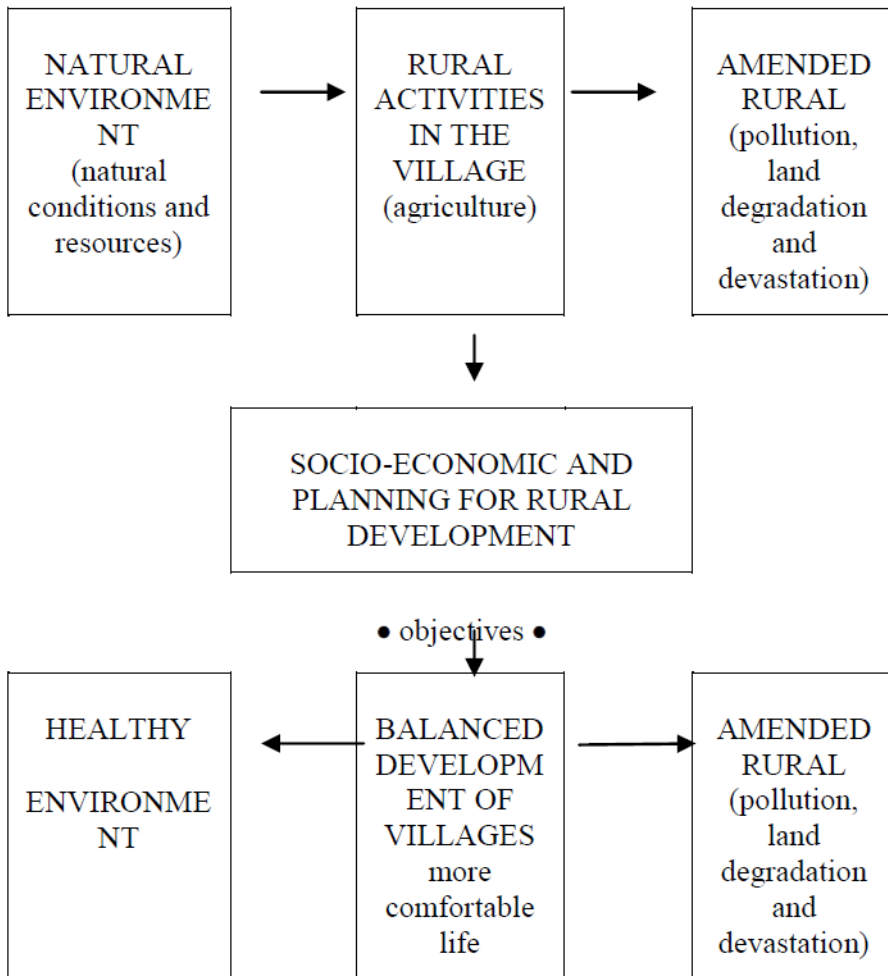 NATURAL
ENVIRONME
NT
(natural
conditions and
resources)
RURAL
ACTIVITIES
IN THE
VILLAGE
(agriculture)
AMENDED
RURAL
(pollution,
land
degradation
and
devastation)
SOCIO-ECONOMIC AND
PLANNING FOR RURAL
DEVELOPMENT
● objectives ●
HEALTHY
ENVIRONME
NT
BALANCED
DEVELOPM
ENT OF
VILLAGES
more
comfortable
life
AMENDED
RURAL
(pollution,
land
degradation
and
devastation)